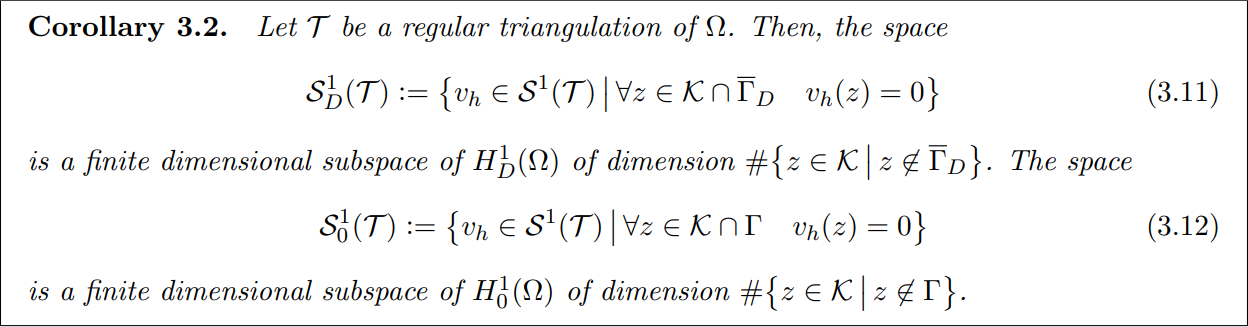 Corollary 3.2. Let 𝒯 be a regular triangulation of Ω. Then, the space
𝒮¹_D(𝒯) := {v_h ∈ 𝒮¹(𝒯) | ∀z ∈ 𝒦 ∩ Γ̅_D v_h(z) = 0} (3.11)
is a finite dimensional subspace of H¹_D(Ω) of dimension #{z ∈ 𝒦 | z ∉ Γ̅_D}. The space
𝒮¹_0(𝒯) := {v_h ∈ 𝒮¹(𝒯) | ∀z ∈ 𝒦 ∩ Γ v_h(z) = 0} (3.12)
is a finite dimensional subspace of H¹_0(Ω) of dimension #{z ∈ 𝒦 | z ∉ Γ}.